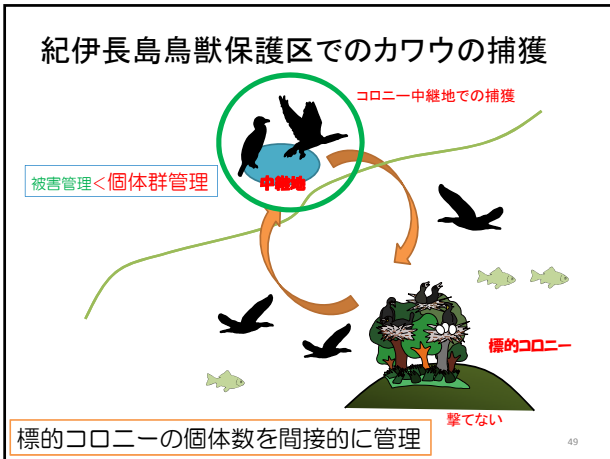 紀伊長島鳥獣保護区でのカワウの捕獲
コロニー中継地での捕獲
中継地
被害管理<個体群管理
標的コロニー
撃てない
標的コロニーの個体数を間接的に管理
49